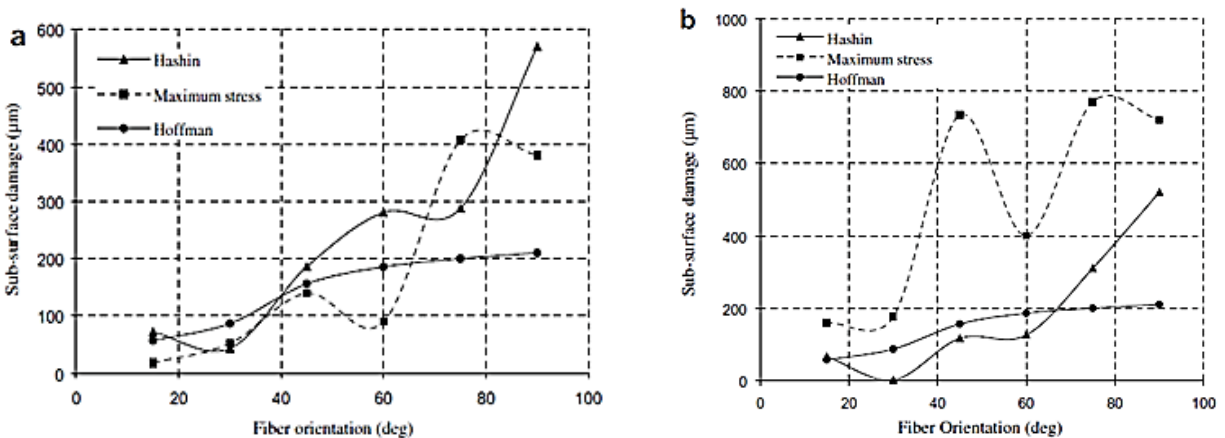 a
Sub-surface damage (µm)
600
500
400
300
200
100
0
Hashin
Maximum stress
Hoffman
0 20 40 60 80 100
Fiber orientation (deg)
b
Sub-surface damage (µm)
1000
800
600
400
200
0
Hashin
Maximum stress
Hoffman
0 20 40 60 80 100
Fiber Orientation (deg)